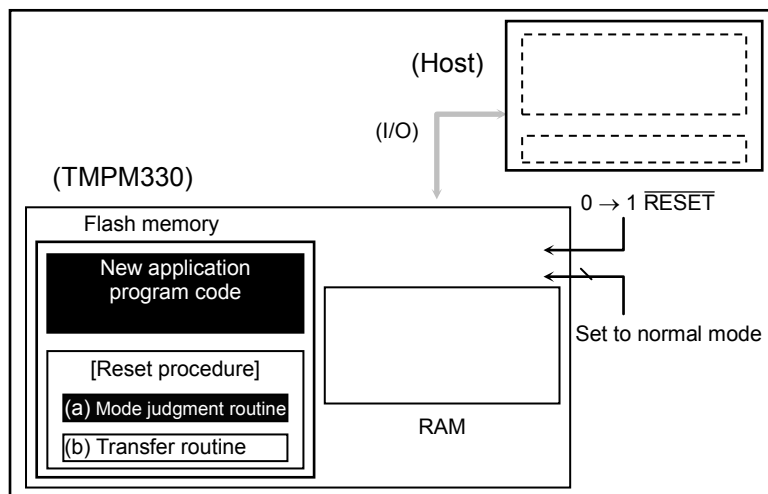 (Host)
(I/O)
(TMPM330)
0 → 1 RESET
Flash memory
New application
program code
Set to normal mode
[Reset procedure]
(a) Mode judgment routine
(b) Transfer routine
RAM